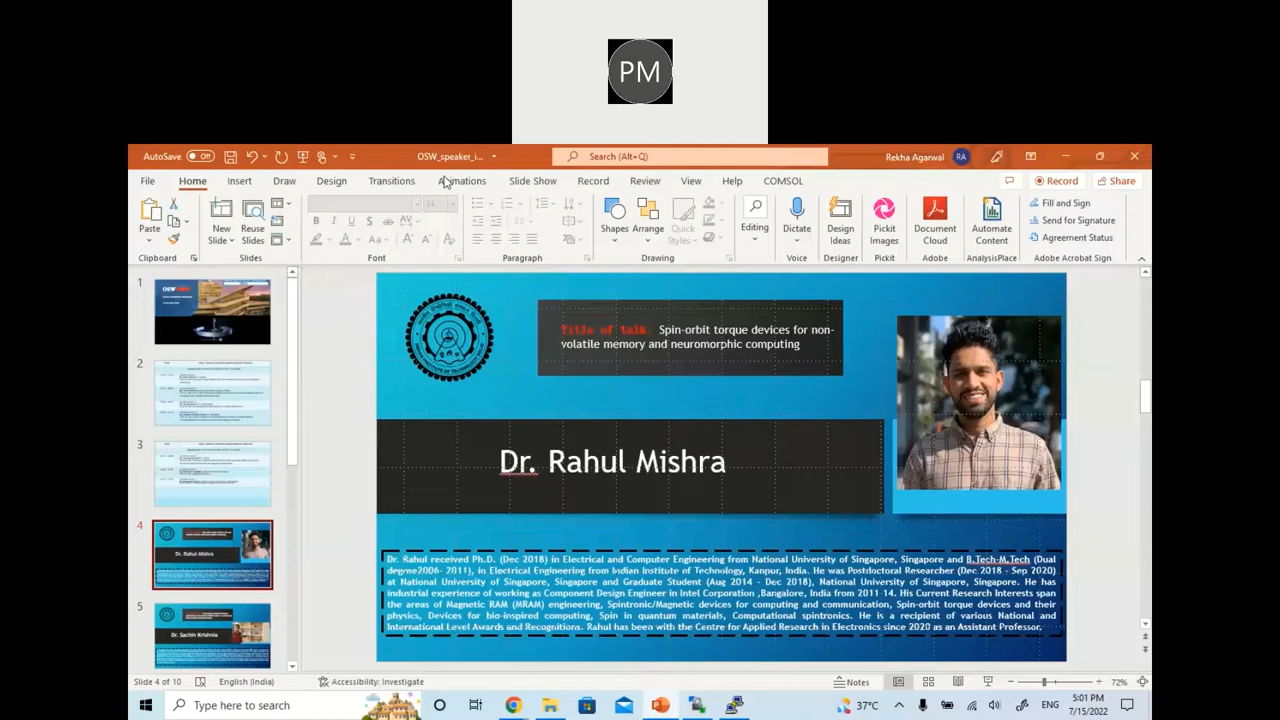 PM
AutoSave Off OSW_speaker_i... Search (Alt+Q) Rekha Agarwal RA
File Home Insert Draw Design Transitions Animations Slide Show Record Review View Help COMSOL Record Share
14
Paste New Slide Reuse Slides Shapes Arrange Quick Styles Editing Dictate Design Ideas Pickit Images Document Cloud Automate Content
Fill and Sign
Send for Signature
Agreement Status
Clipboard Slides Font Paragraph Drawing Voice Designer Pickit Adobe AnalysisPlace Adobe Acrobat Sign
1
2
3
4
Dr. Rahul Mishra
5
Dr. Sachin Krishnia
Title of talk: Spin-orbit torque devices for non-
volatile memory and neuromorphic computing
Dr. Rahul Mishra
Dr. Rahul received Ph.D. (Dec 2018) in Electrical and Computer Engineering from National University of Singapore, Singapore and B.Tech-M.Tech (Dual
degree2006- 2011), in Electrical Engineering from Indian Institute of Technology, Kanpur, India. He was Postdoctoral Researcher (Dec 2018 - Sep 2020)
at National University of Singapore, Singapore and Graduate Student (Aug 2014 - Dec 2018), National University of Singapore, Singapore. He has
industrial experience of working as Component Design Engineer in Intel Corporation ,Bangalore, India from 2011-14. His Current Research Interests span
the areas of Magnetic RAM (MRAM) engineering, Spintronic/Magnetic devices for computing and communication, Spin-orbit torque devices and their
physics, Devices for bio-inspired computing, Spin in quantum materials, Computational spintronics. He is a recipient of various National and
International Level Awards and Recognitions. Rahul has been with the Centre for Applied Research in Electronics since 2020 as an Assistant Professor.
Slide 4 of 10 English (India) Accessibility: Investigate Notes 72%
Type here to search 37°C ENG 5:01 PM
7/15/2022